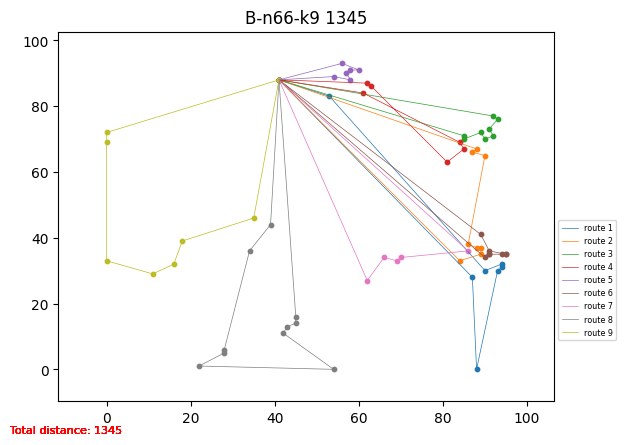 B-n66-k9 1345
100
80
60
40
20
0
0 20 40 60 80 100
route 1
route 2
route 3
route 4
route 5
route 6
route 7
route 8
route 9
Total distance: 1345